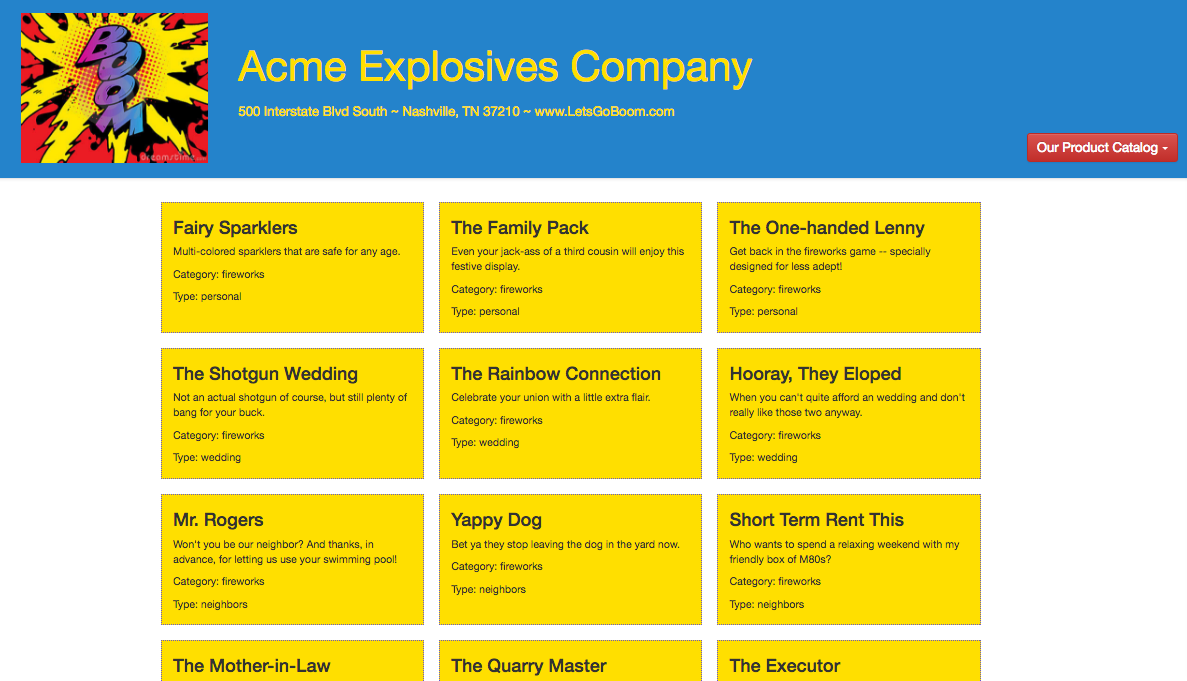 BOOM
dreamstime
Acme Explosives Company
500 Interstate Blvd South ~ Nashville, TN 37210 ~ www.LetsGoBoom.com
Our Product Catalog
Fairy Sparklers
Multi-colored sparklers that are safe for any age.
Category: fireworks
Type: personal
The Family Pack
Even your jack-ass of a third cousin will enjoy this
festive display.
Category: fireworks
Type: personal
The One-handed Lenny
Get back in the fireworks game -- specially
designed for less adept!
Category: fireworks
Type: personal
The Shotgun Wedding
Not an actual shotgun of course, but still plenty of
bang for your buck.
Category: fireworks
Type: wedding
The Rainbow Connection
Celebrate your union with a little extra flair.
Category: fireworks
Type: wedding
Hooray, They Eloped
When you can't quite afford an wedding and don't
really like those two anyway.
Category: fireworks
Type: wedding
Mr. Rogers
Won't you be our neighbor? And thanks, in
advance, for letting us use your swimming pool!
Category: fireworks
Type: neighbors
Yappy Dog
Bet ya they stop leaving the dog in the yard now.
Category: fireworks
Type: neighbors
Short Term Rent This
Who wants to spend a relaxing weekend with my
friendly box of M80s?
Category: fireworks
Type: neighbors
The Mother-in-Law
The Quarry Master
The Executor